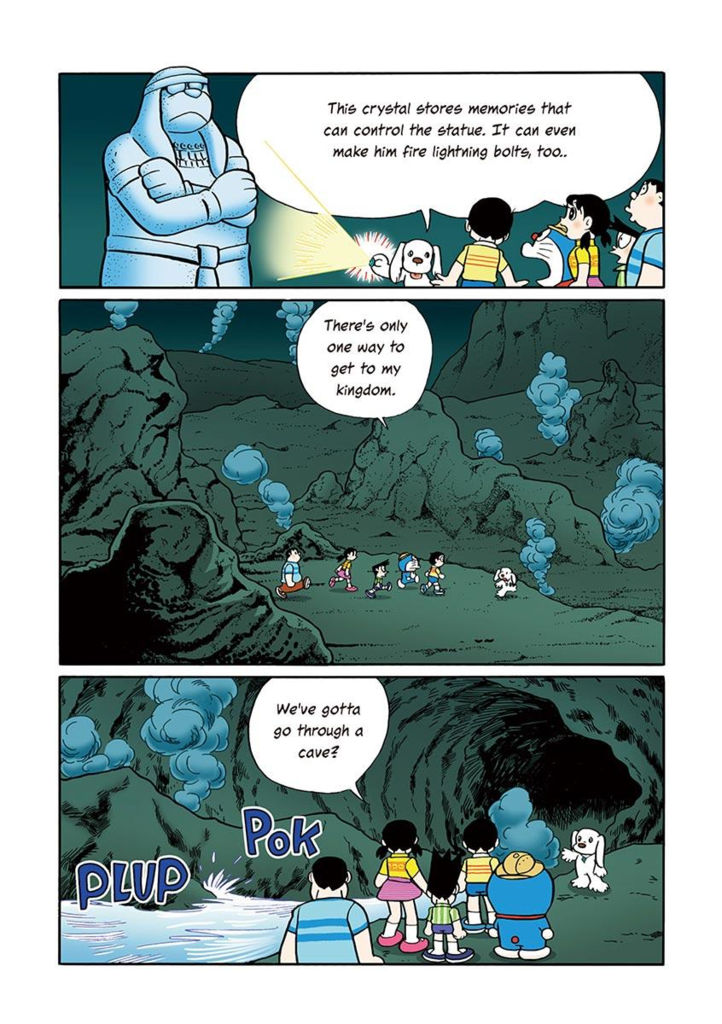 This crystal stores memories that
can control the statue. It can even
make him fire lightning bolts, too..
There's only
one way to
get to my
kingdom.
We've gotta
go through a
cave?
POK
PLUP